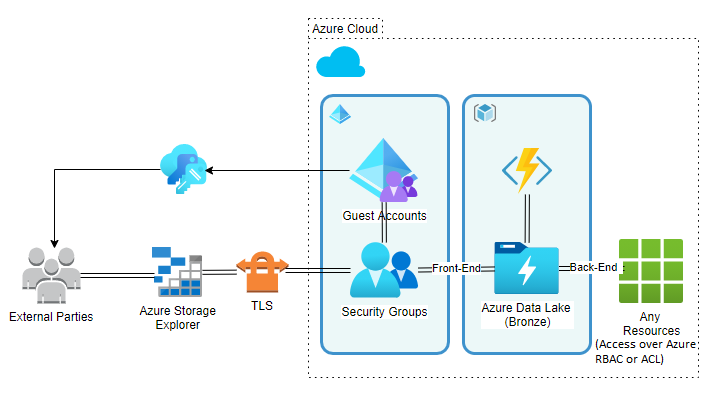 Azure Cloud
Guest Accounts
Front-End
Back-End
External Parties
Azure Storage
Explorer
TLS
Security Groups
Azure Data Lake
(Bronze)
Any
Resources
(Access over Azure
RBAC or ACL)